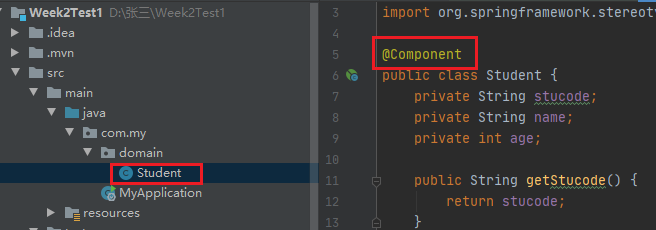 Week2Test1 D:\张三\Week2Test1
.idea
.mvn
src
main
java
com.my
domain
Student
MyApplication
resources
3 import org.springframework.stereot
4
5 @Component
6 public class Student {
7 private String stucode;
8 private String name;
9 private int age;
10
11 public String getStucode() {
12 return stucode;
13 }